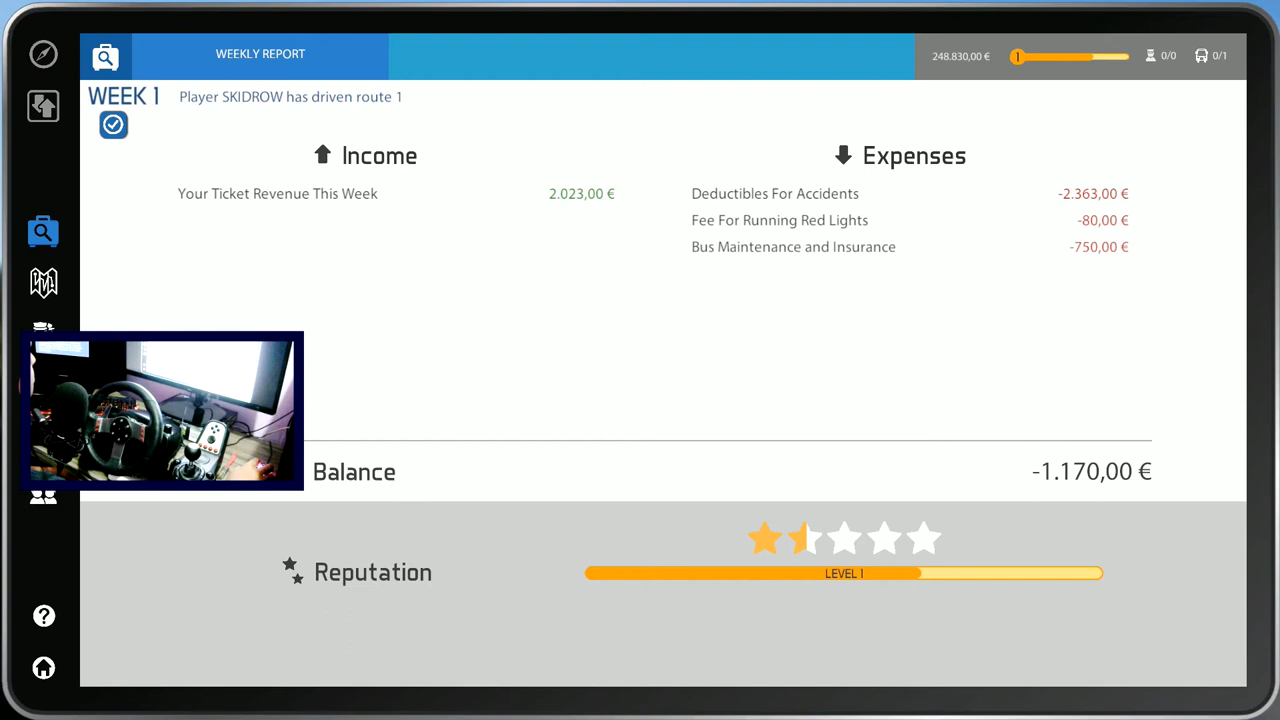 WEEKLY REPORT
248.830,00 €
1
0/0
0/1
WEEK 1
Player SKIDROW has driven route 1
Income
Expenses
Your Ticket Revenue This Week
2.023,00 €
Deductibles For Accidents
-2.363,00 €
Fee For Running Red Lights
-80,00 €
Bus Maintenance and Insurance
-750,00 €
Balance
-1.170,00 €
Reputation
LEVEL 1
?